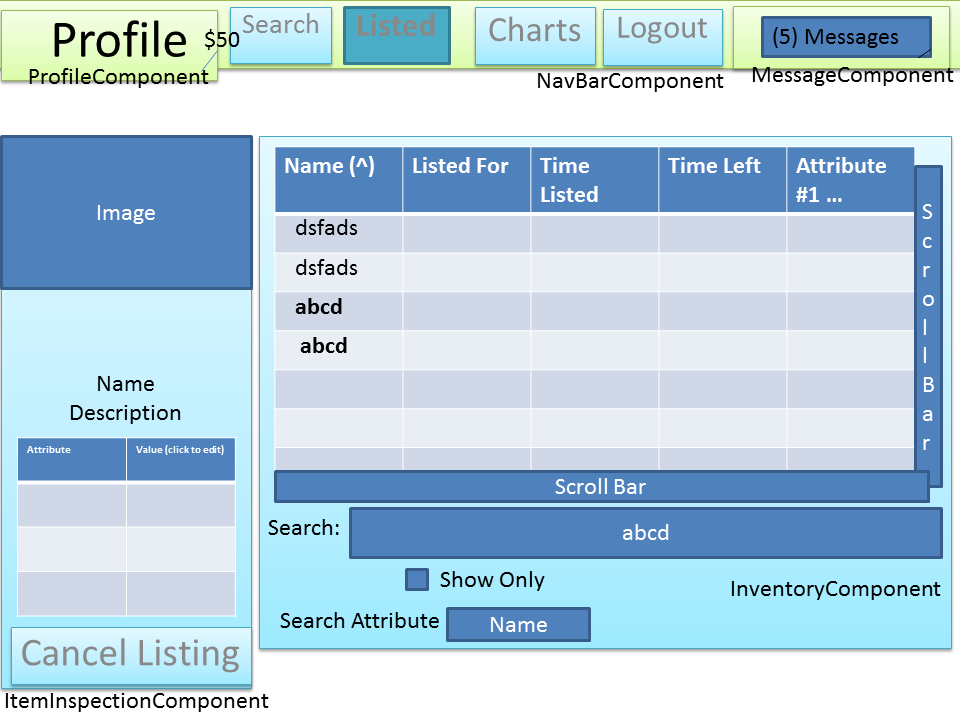 Profile
$50
Search
Listed
Charts
Logout
(5) Messages
ProfileComponent
NavBarComponent
MessageComponent
Image
Name
Description
Attribute
Value (click to edit)
Cancel Listing
ItemInspectionComponent
Name (^)
Listed For
Time
Listed
Time Left
Attribute
#1 ...
dsfads
dsfads
abcd
abcd
Scroll Bar
Scroll Bar
Search:
abcd
Show Only
InventoryComponent
Search Attribute
Name